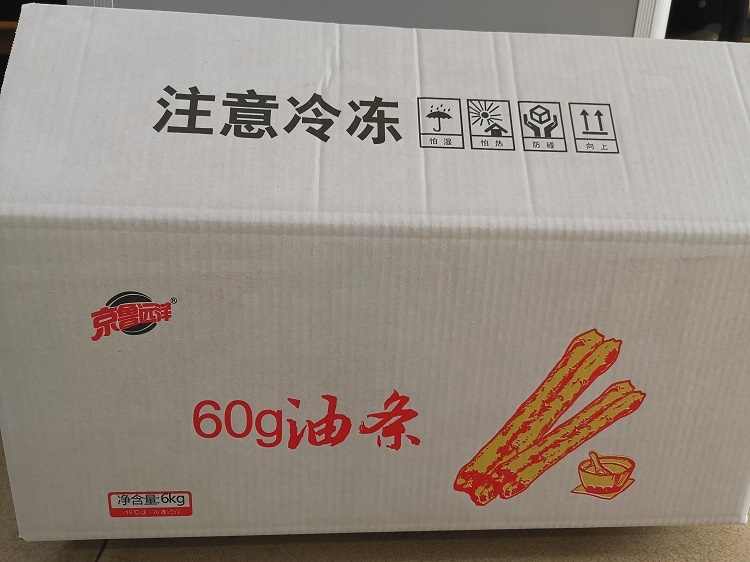 注意冷冻
怕湿
怕热
防碰
向上
京鲁远洋®
60g油条
净含量:6kg